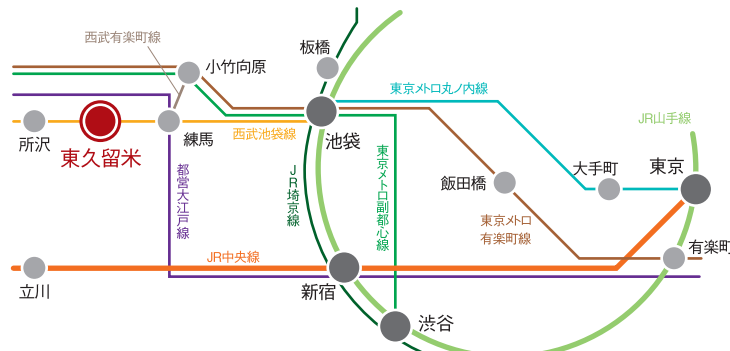 西武有楽町線
板橋
小竹向原
東京メトロ丸ノ内線
JR山手線
所沢
東久留米
練馬
西武池袋線
池袋
都営大江戸線
JR埼京線
東京メトロ副都心線
飯田橋
大手町
東京
東京メトロ
有楽町線
有楽町
JR中央線
立川
新宿
渋谷